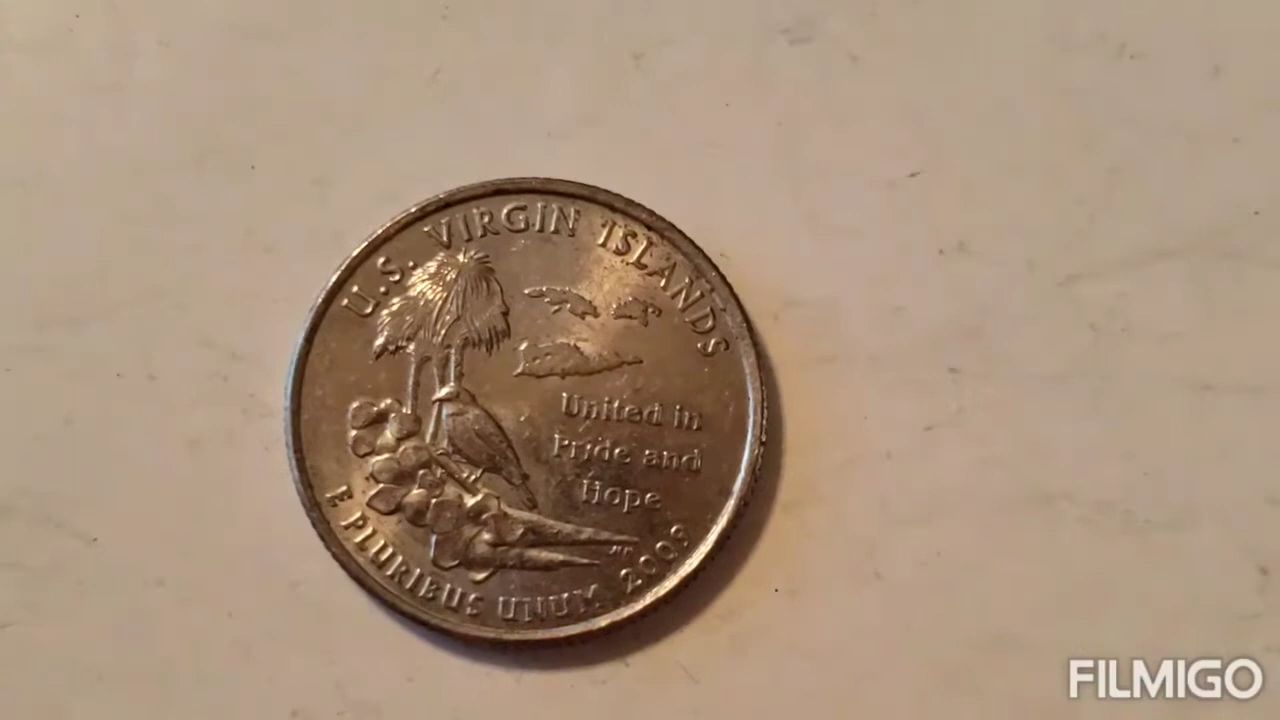 U.S. VIRGIN ISLANDS
United in
Pride and
Hope
E PLURIBUS UNUM 2009
FILMIGO